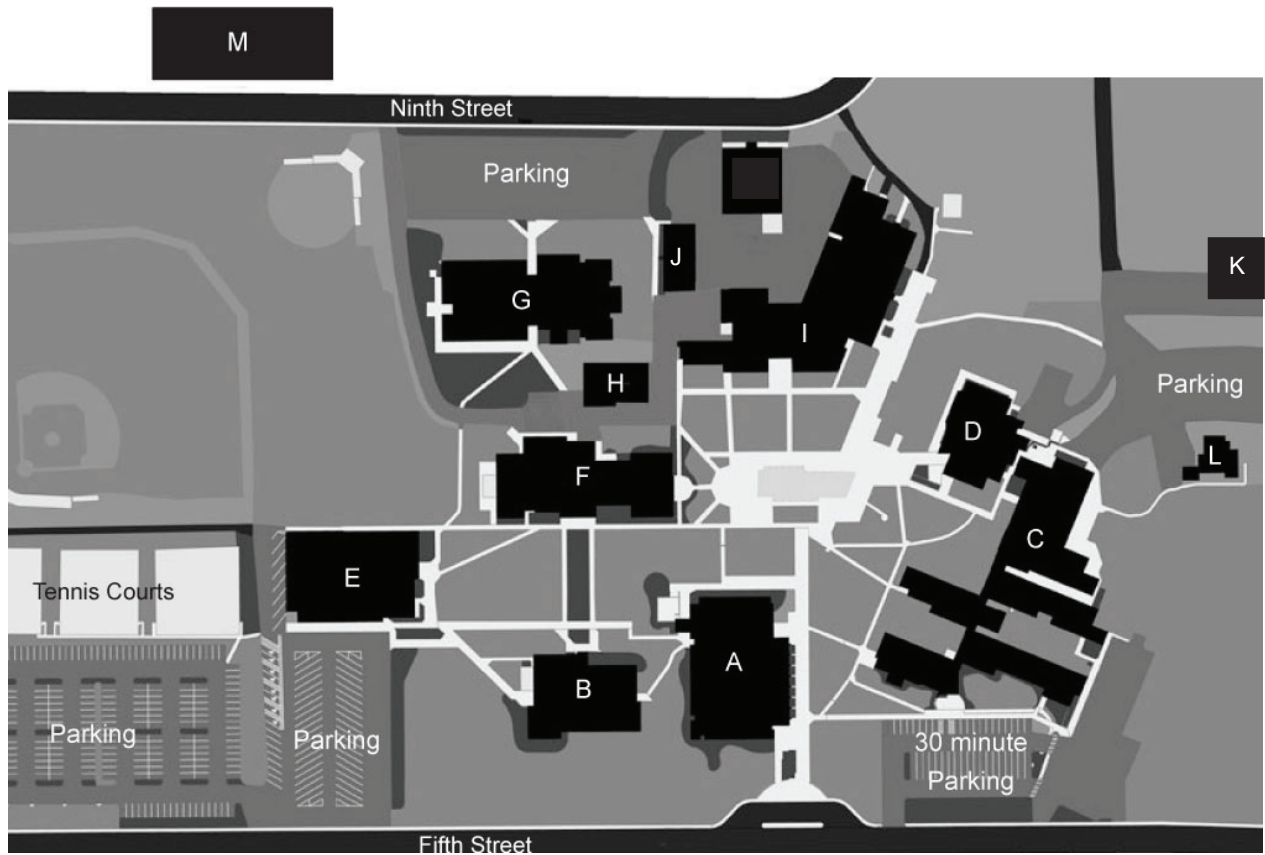 M
Ninth Street
Parking
J
K
G
I
H
Parking
D
L
F
C
E
Tennis Courts
A
B
Parking
Parking
30 minute
Parking
Fifth Street